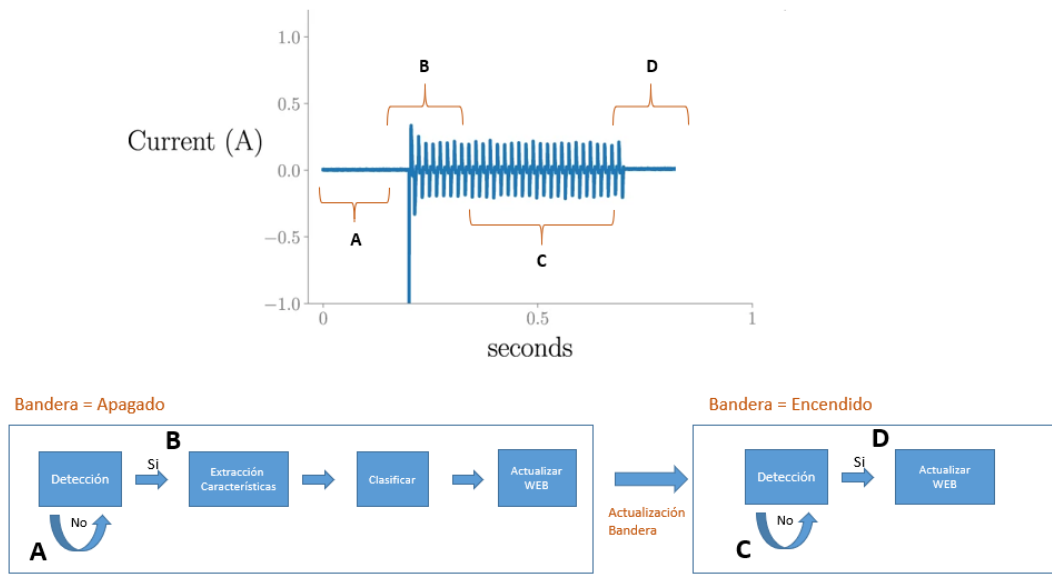 1.0
B
D
0.5
Current (A)
0.0
A
−0.5
C
−1.0
0
0.5
1
seconds
Bandera = Apagado
Bandera = Encendido
B
D
Detección
Si
Extracción
Características
Clasificar
Actualizar
WEB
Detección
Si
Actualizar
WEB
No
A
Actualización
Bandera
No
C